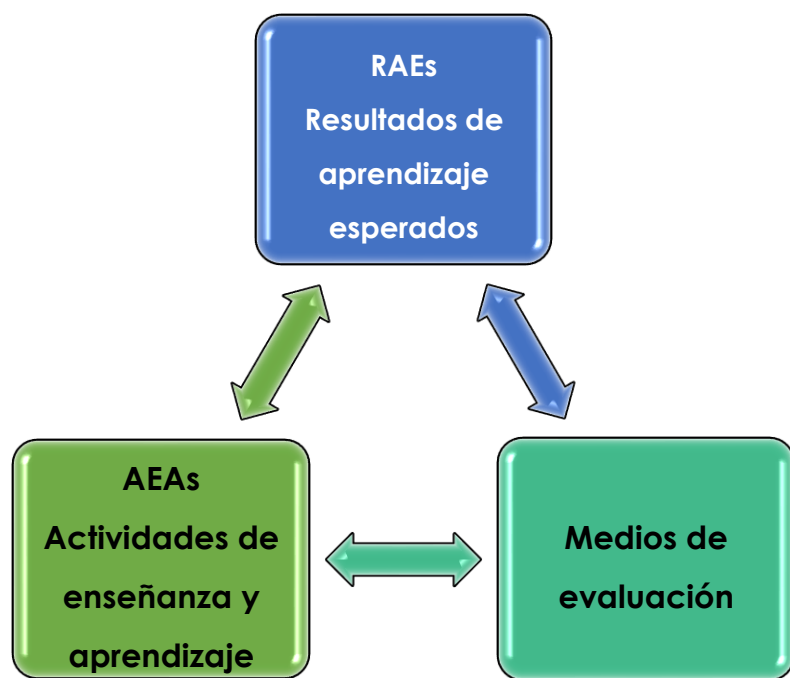 RAEs
Resultados de
aprendizaje
esperados
AEAs
Actividades de
enseñanza y
aprendizaje
Medios de
evaluación